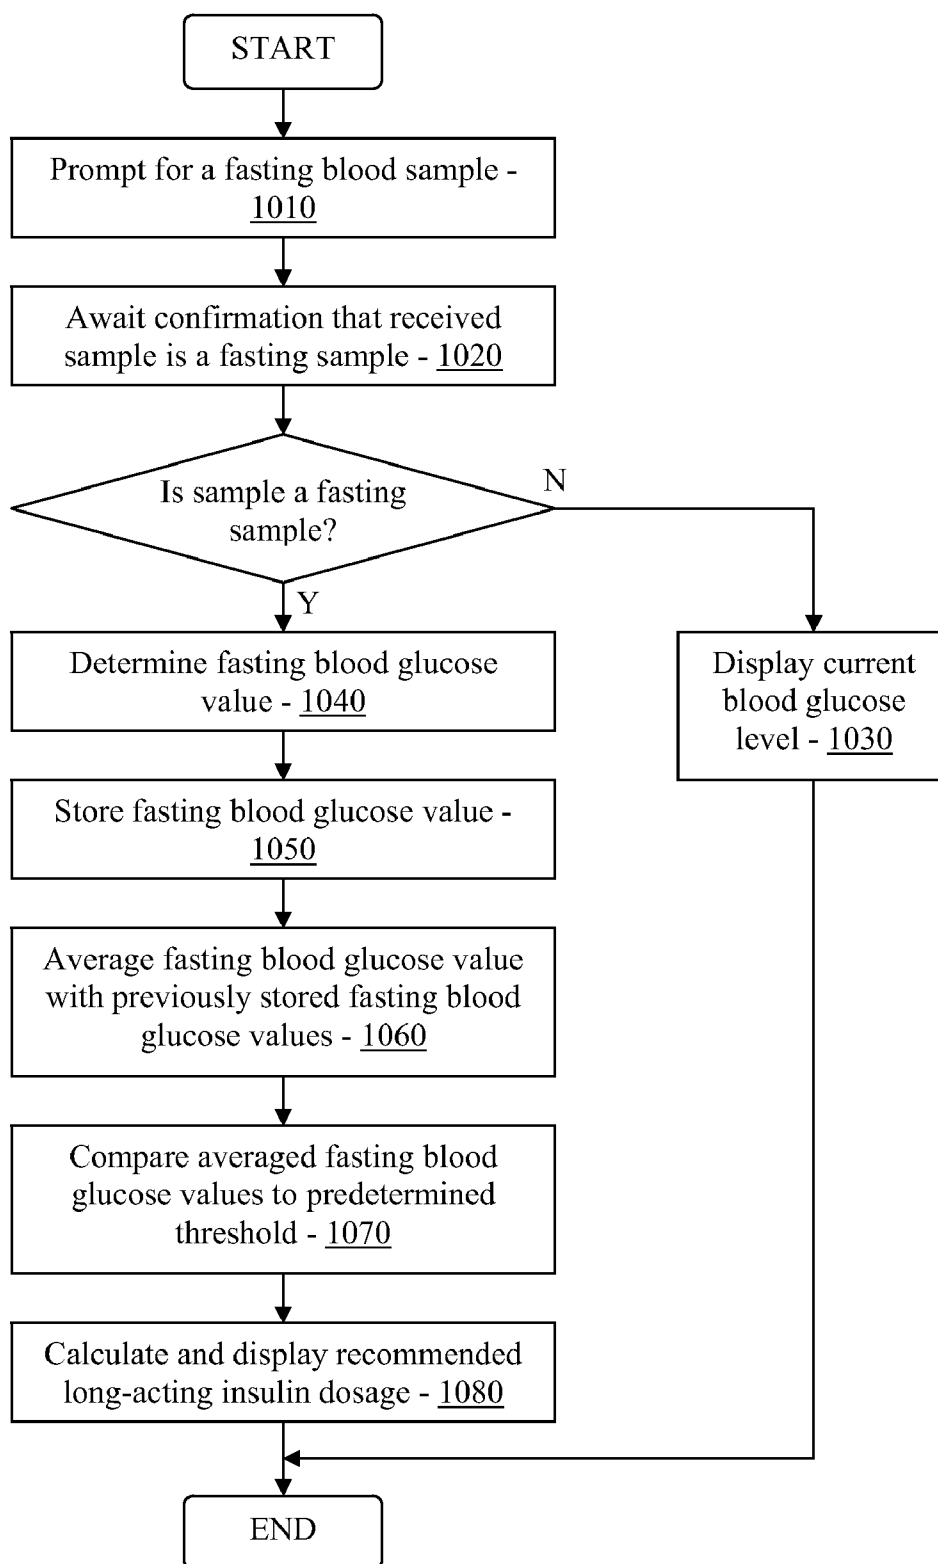 START
Prompt for a fasting blood sample -
1010
Await confirmation that received
sample is a fasting sample - 1020
Is sample a fasting
sample?
N
Y
Determine fasting blood glucose
value - 1040
Display current
blood glucose
level - 1030
Store fasting blood glucose value -
1050
Average fasting blood glucose value
with previously stored fasting blood
glucose values - 1060
Compare averaged fasting blood
glucose values to predetermined
threshold - 1070
Calculate and display recommended
long-acting insulin dosage - 1080
END